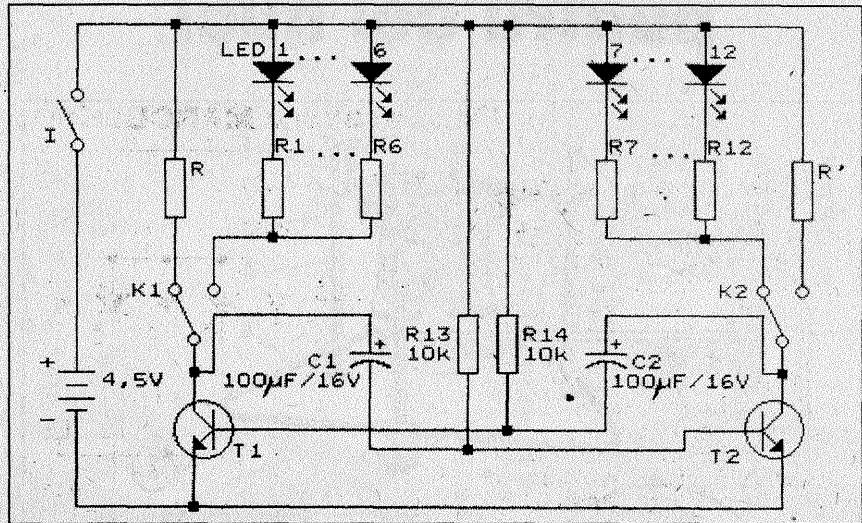 LED 1 ... 6
7 ... 12
I
R
R1 ... R6
R7 ... R12
R'
K1
K2
R13
10k
R14
10k
C1
100µF/16V
C2
100µF/16V
+
4,5V
-
+
+
T1
T2